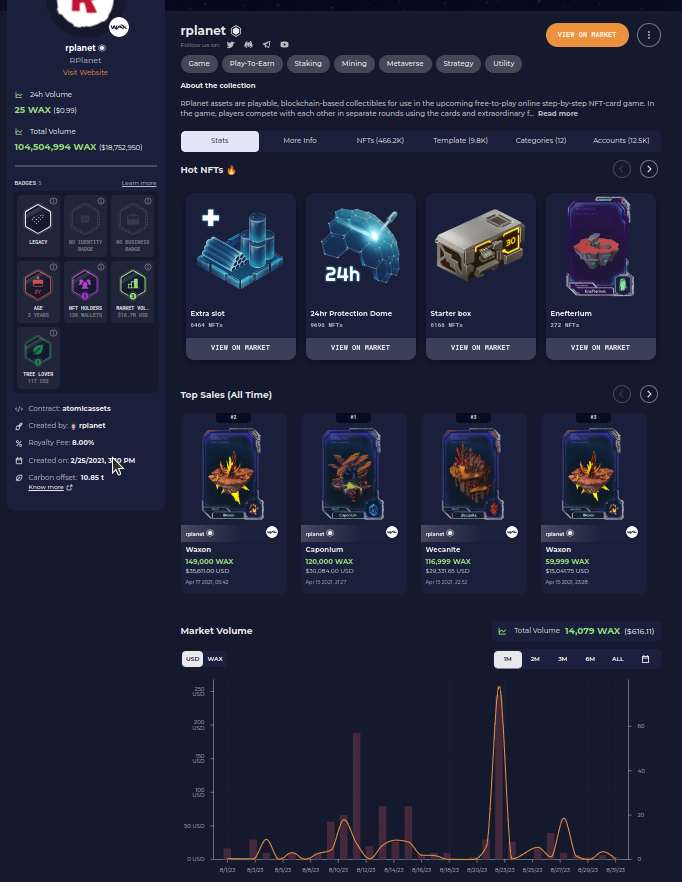 R
WAX
rplanet
RPlanet
Visit Website
24h Volume
25 WAX ($0.99)
Total Volume
104,504,994 WAX ($18,752,950)
BADGES 5
Learn more
LEGACY
NO IDENTITY BADGE
NO BUSINESS BADGE
AGE
3 YEARS
NFT HOLDERS
12K WALLETS
MARKET VOL.
$18.7M USD
TREE LOVER
11T CO2
Contract: atomicassets
Created by: rplanet
Royalty Fee: 8.00%
Created on: 2/25/2021, PM
Carbon offset: 10.85 t
Know more
rplanet
Follow us on:
VIEW ON MARKET
Game
Play-To-Earn
Staking
Mining
Metaverse
Strategy
Utility
About the collection
RPlanet assets are playable, blockchain-based collectibles for use in the upcoming free-to-play online step-by-step NFT-card game. In
the game, players compete with each other in separate rounds using the cards and extraordinary f... Read more
Stats
More Info
NFTs (466.2K)
Template (9.8K)
Categories (12)
Accounts (12.5K)
Hot NFTs 🔥
24h
30
Enefterium
Extra slot
6464 NFTs
VIEW ON MARKET
24hr Protection Dome
9696 NFTs
VIEW ON MARKET
Starter box
6166 NFTs
VIEW ON MARKET
Enefterium
272 NFTs
VIEW ON MARKET
Top Sales (All Time)
#2
Waxon
rplanet
Waxon
149,000 WAX
$35,611.00 USD
Apr 17 2021, 05:42
#1
Caponium
rplanet
Caponium
120,000 WAX
$30,084.00 USD
Apr 15 2021, 21:27
#3
Wecanite
rplanet
Wecanite
116,999 WAX
$29,331.65 USD
Apr 15 2021, 22:52
#3
Waxon
rplanet
Waxon
59,999 WAX
$15,041.75 USD
Apr 15 2021, 23:28
Market Volume
Total Volume 14,079 WAX ($616.11)
USD
WAX
1M
2M
3M
6M
ALL
250 USD
200 USD
150 USD
100 USD
50 USD
0 USD
60
40
20
0
8/1/23
8/3/23
8/5/23
8/8/23
8/10/23
8/12/23
8/14/23
8/16/23
8/18/23
8/20/23
8/23/23
8/25/23
8/27/23
8/29/23
8/31/23